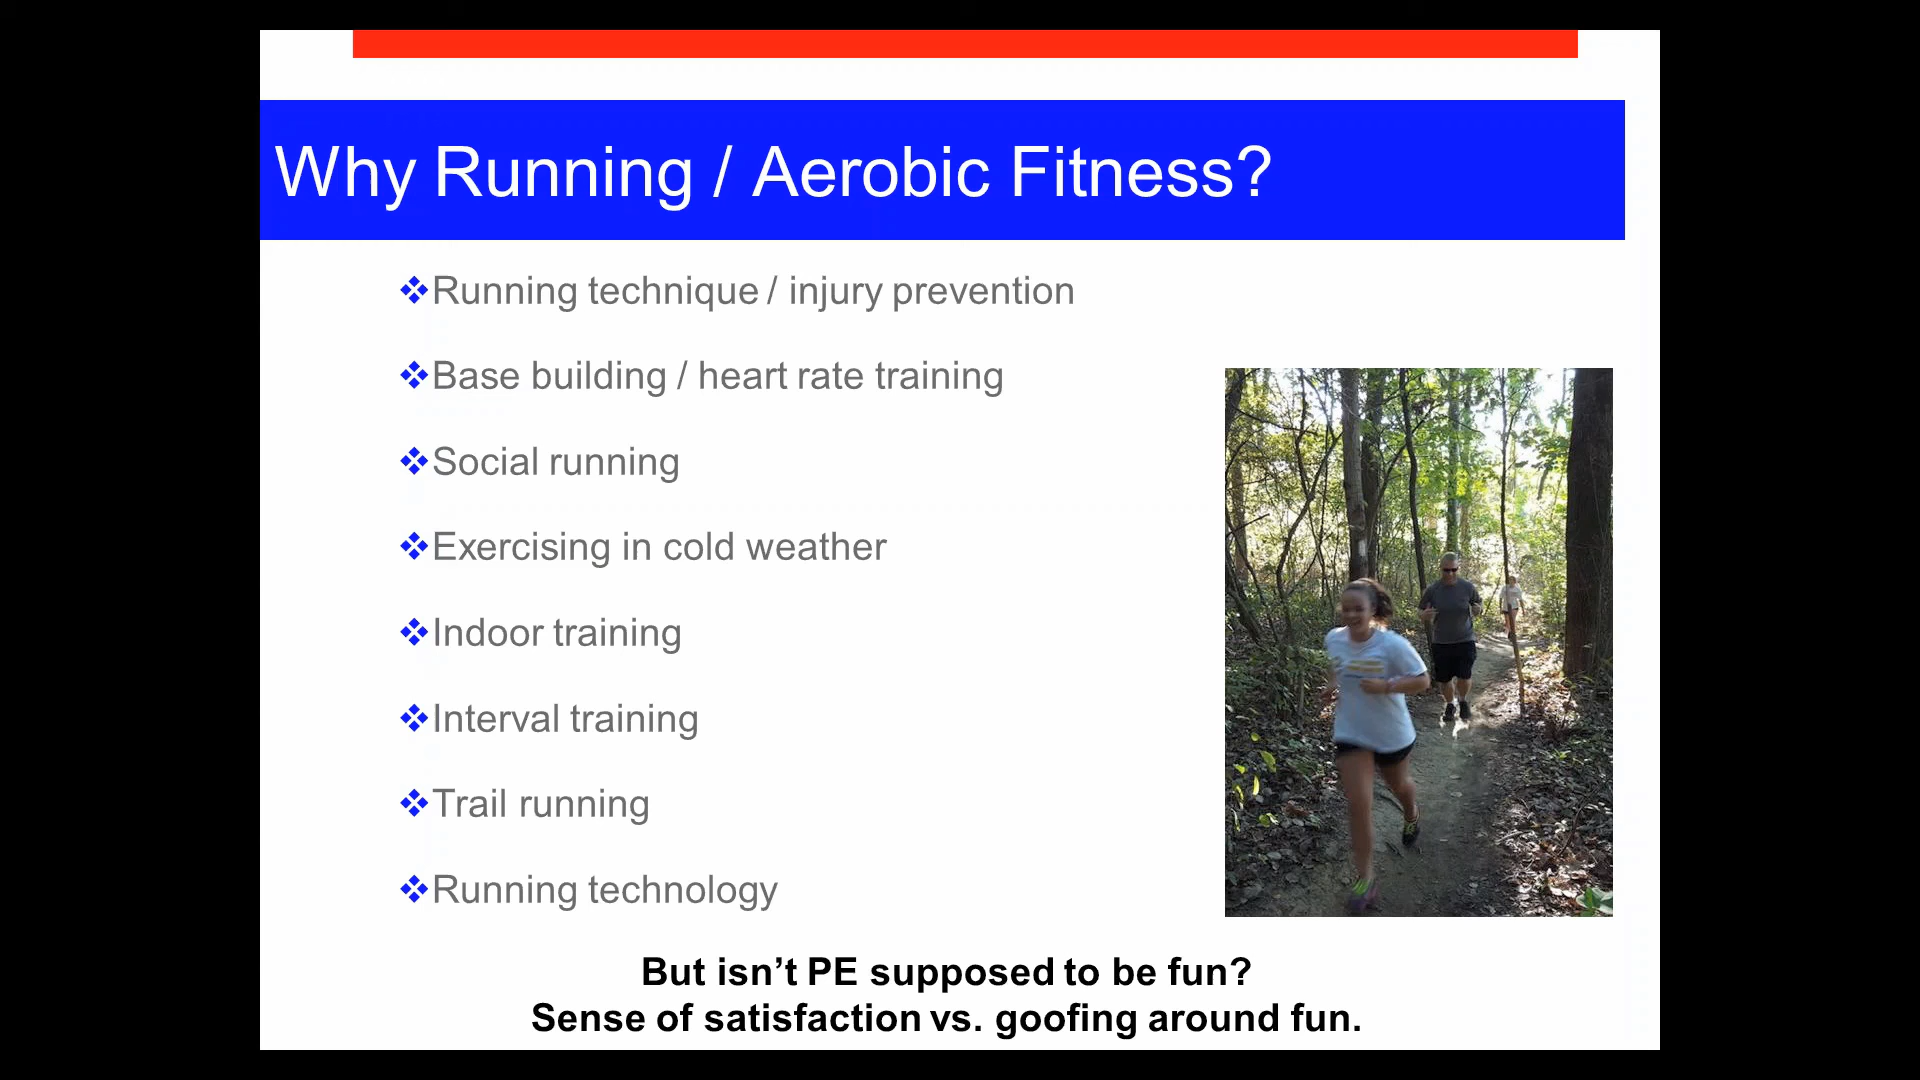 Why Running / Aerobic Fitness?
❖Running technique / injury prevention
❖Base building / heart rate training
❖Social running
❖Exercising in cold weather
❖Indoor training
❖Interval training
❖Trail running
❖Running technology
But isn’t PE supposed to be fun?
Sense of satisfaction vs. goofing around fun.